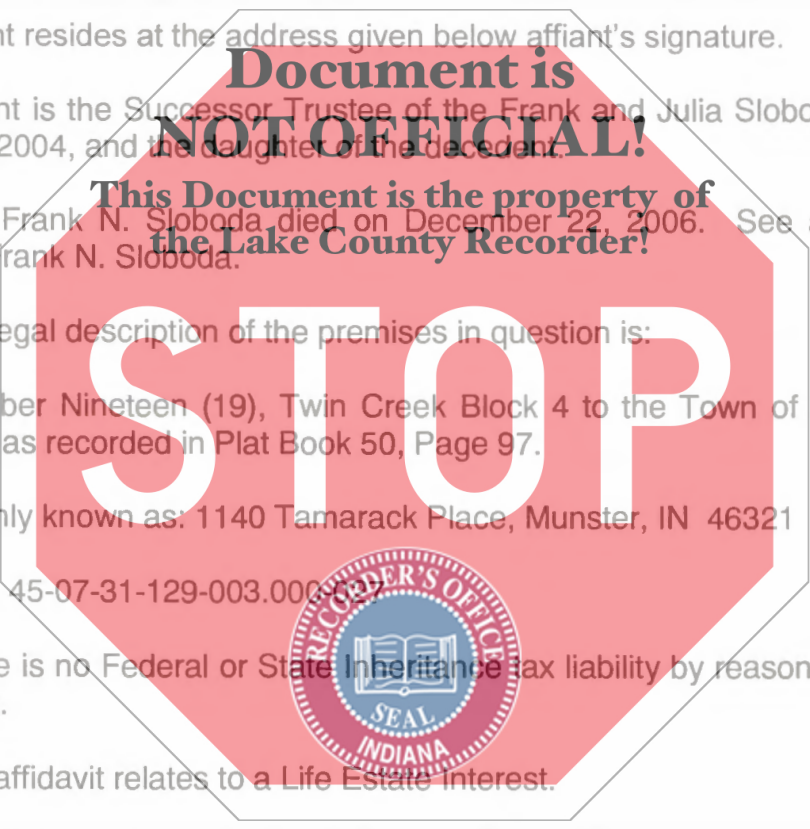 nt resides at the address given below affiant's signature.
Document is
nt is the Successor Trustee of the Frank and Julia Slobo
NOT OFFICIAL!
2004, and the daughter of the decedent.
This Document is the property of
Frank N. Sloboda died on December 22, 2006. See
the Lake County Recorder!
rank N. Sloboda.
egal description of the premises in question is:
STOP
ber Nineteen (19), Twin Creek Block 4 to the Town of
as recorded in Plat Book 50, Page 97.
nly known as: 1140 Tamarack Place, Munster, IN 46321
45-07-31-129-003.000-027
RECORDER'S OFFICE
e is no Federal or State Inheritance tax liability by reason
SEAL
INDIANA
affidavit relates to a Life Estate Interest.